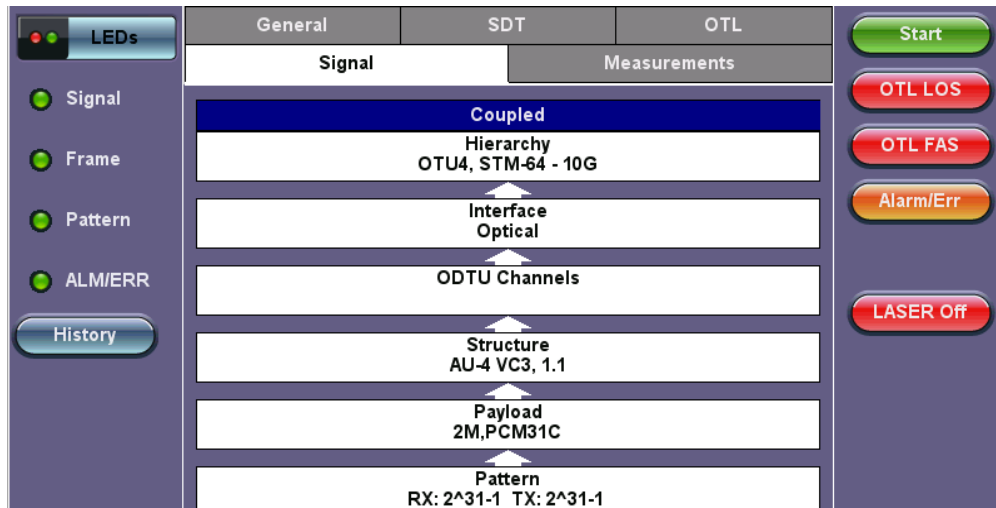 LEDs
Signal
Frame
Pattern
ALM/ERR
History
General SDT OTL
Signal Measurements
Coupled
Hierarchy
OTU4, STM-64 - 10G
Interface
Optical
ODTU Channels
Structure
AU-4 VC3, 1.1
Payload
2M,PCM31C
Pattern
RX: 2^31-1 TX: 2^31-1
Start
OTL LOS
OTL FAS
Alarm/Err
LASER Off